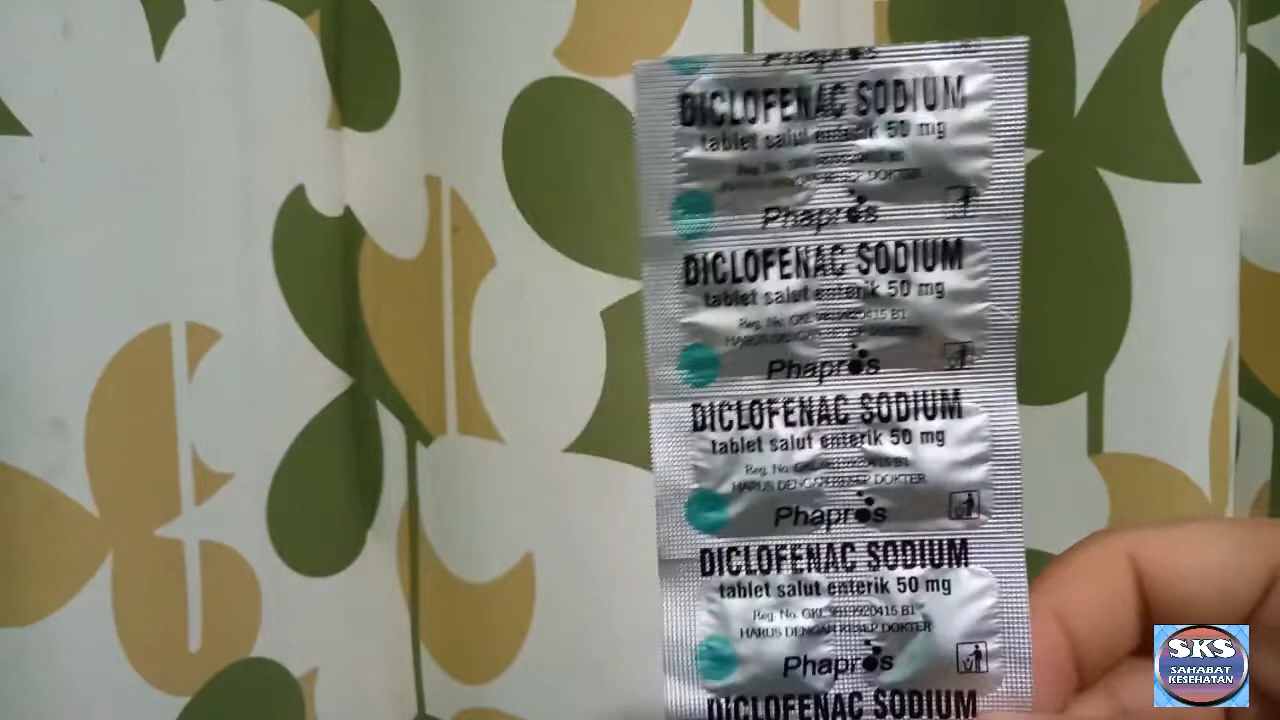 Phapros
DICLOFENAC SODIUM
tablet salut enterik 50 mg
DOKTER
Phapros
DICLOFENAC SODIUM
tablet salut enterik 50 mg
Reg. No. GKL
HARUS DENGAN RESEP
Phapros
DICLOFENAC SODIUM
tablet salut enterik 50 mg
Reg. No.
HARUS DENGAN RESEP DOKTER
Phapros
DICLOFENAC SODIUM
tablet salut enterik 50 mg
Reg. No. GKL 9813920415 B1
HARUS DENGAN RESEP DOKTER
Phapros
DICLOFENAC SODIUM
SKS
SAHABAT
KESEHATAN